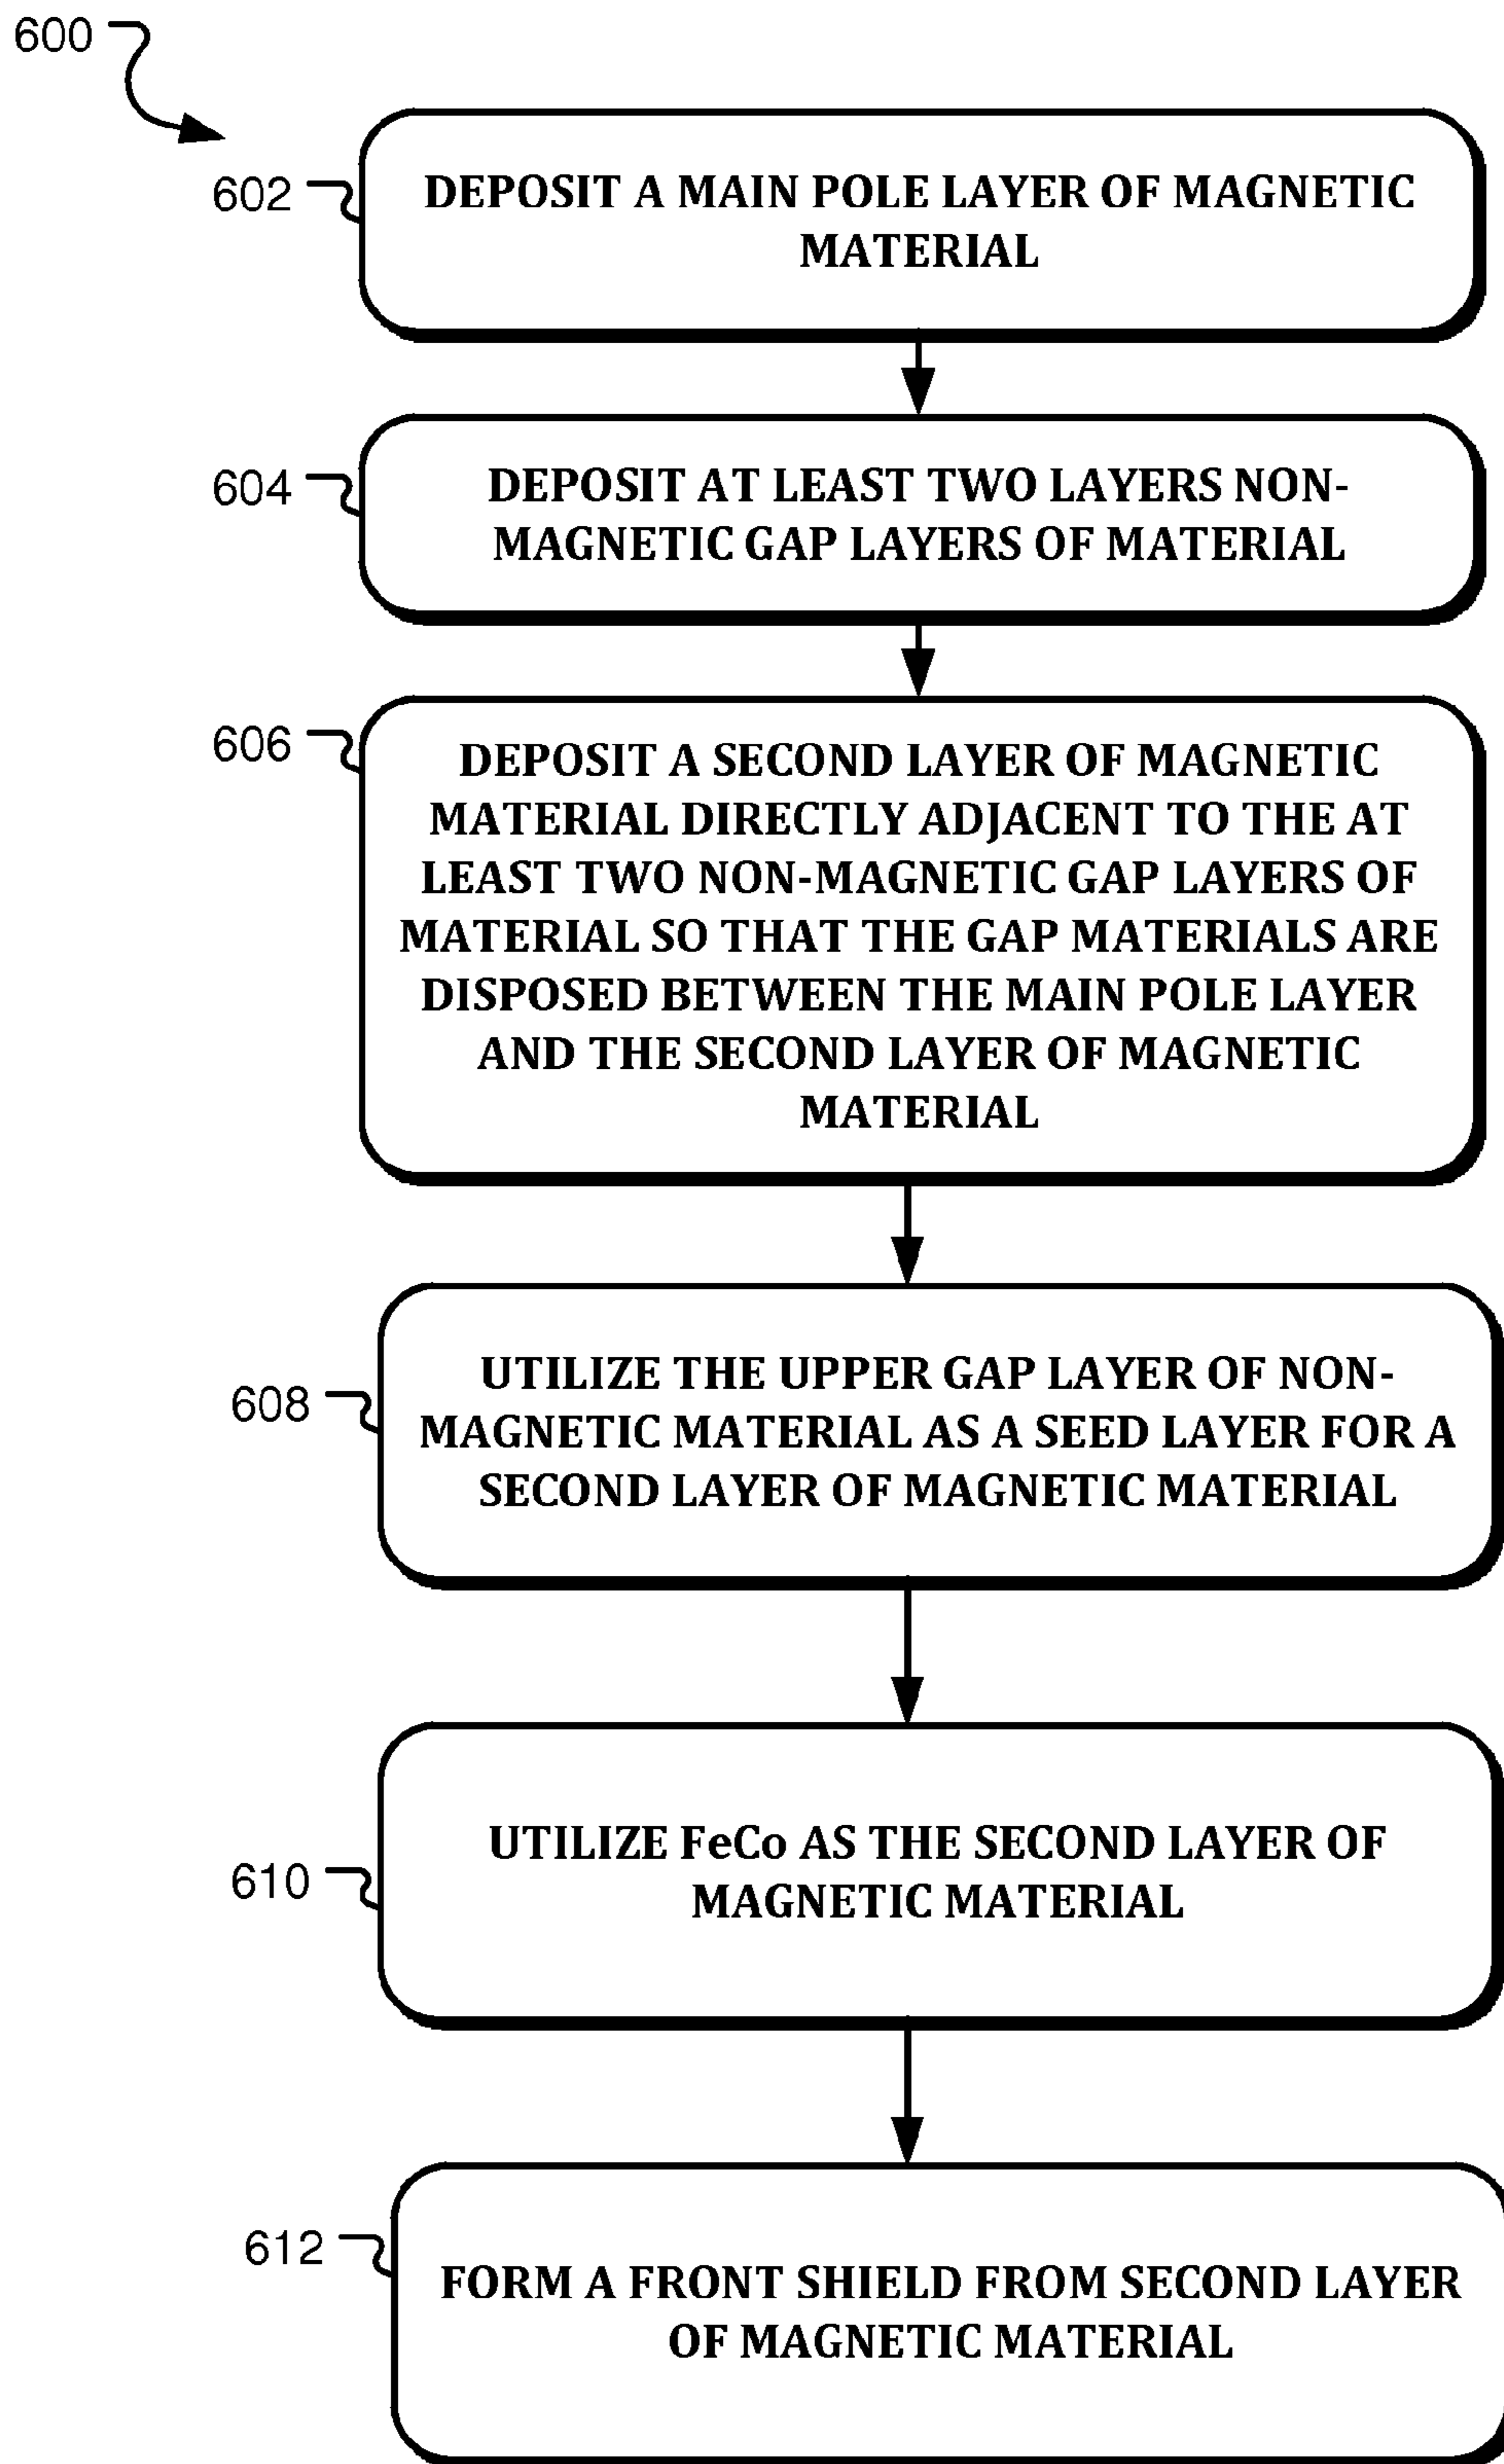 600
602
DEPOSIT A MAIN POLE LAYER OF MAGNETIC
MATERIAL
604
DEPOSIT AT LEAST TWO LAYERS NON-
MAGNETIC GAP LAYERS OF MATERIAL
606
DEPOSIT A SECOND LAYER OF MAGNETIC
MATERIAL DIRECTLY ADJACENT TO THE AT
LEAST TWO NON-MAGNETIC GAP LAYERS OF
MATERIAL SO THAT THE GAP MATERIALS ARE
DISPOSED BETWEEN THE MAIN POLE LAYER
AND THE SECOND LAYER OF MAGNETIC
MATERIAL
608
UTILIZE THE UPPER GAP LAYER OF NON-
MAGNETIC MATERIAL AS A SEED LAYER FOR A
SECOND LAYER OF MAGNETIC MATERIAL
610
UTILIZE FeCo AS THE SECOND LAYER OF
MAGNETIC MATERIAL
612
FORM A FRONT SHIELD FROM SECOND LAYER
OF MAGNETIC MATERIAL